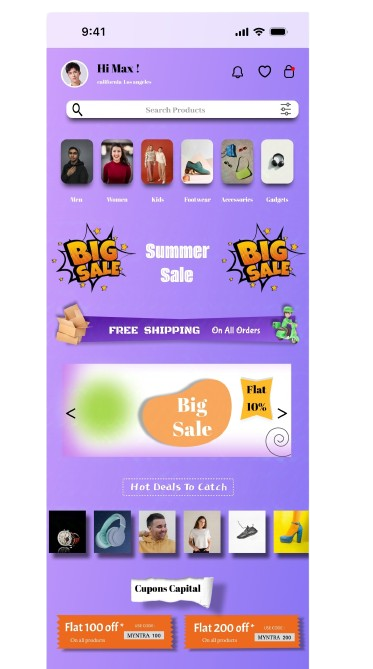 9:41
Hi Max !
california. Los angeles
Search Products
Men Women Kids Footwear Accessories Gadgets
BIG SALE
Summer Sale
BIG SALE
FREE SHIPPING On All Orders
Big Sale
Flat 10%
Hot Deals To Catch
Cupons Capital
Flat 100 off* USE CODE:
On all products MYNTRA 100
Flat 200 off* USE CODE:
On all products MYNTRA 200